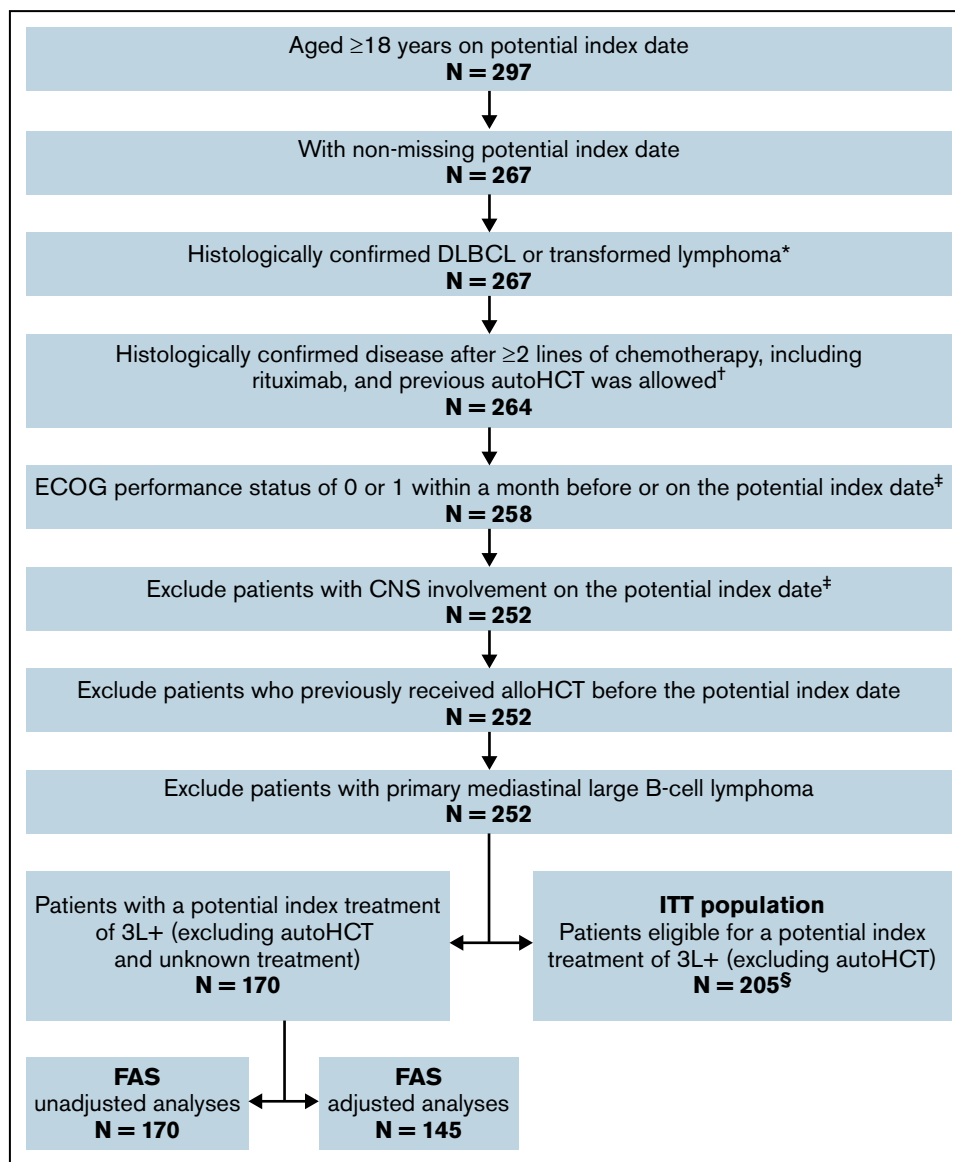 Aged ≥18 years on potential index date
N = 297
With non-missing potential index date
N = 267
Histologically confirmed DLBCL or transformed lymphoma*
N = 267
Histologically confirmed disease after ≥2 lines of chemotherapy, including
rituximab, and previous autoHCT was allowed†
N = 264
ECOG performance status of 0 or 1 within a month before or on the potential index date‡
N = 258
Exclude patients with CNS involvement on the potential index date‡
N = 252
Exclude patients who previously received alloHCT before the potential index date
N = 252
Exclude patients with primary mediastinal large B-cell lymphoma
N = 252
Patients with a potential index treatment
of 3L+ (excluding autoHCT
and unknown treatment)
N = 170
ITT population
Patients eligible for a potential index
treatment of 3L+ (excluding autoHCT)
N = 205§
FAS
unadjusted analyses
N = 170
FAS
adjusted analyses
N = 145